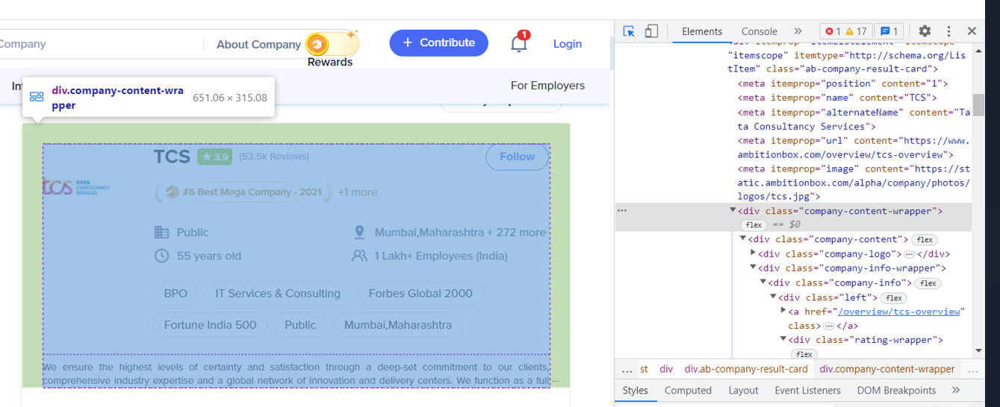 Company
About Company
Rewards
+ Contribute
1
Login
Elements
Console
1
17
1
For Employers
div.company-content-wra
pper
651.06 × 315.08
TCS
3.9
(53.5k Reviews)
Follow
tcs TATA
CONSULTANCY
SERVICES
#6 Best Mega Company - 2021
+1 more
Public
Mumbai,Maharashtra + 272 more
55 years old
1 Lakh+ Employees (India)
BPO
IT Services & Consulting
Forbes Global 2000
Fortune India 500
Public
Mumbai,Maharashtra
We ensure the highest levels of certainty and satisfaction through a deep-set commitment to our clients,
comprehensive industry expertise and a global network of innovation and delivery centers. We function as a full ...
"itemscope" itemtype="http://schema.org/Lis
tItem" class="ab-company-result-card">
<meta itemprop="position" content="1">
<meta itemprop="name" content="TCS">
<meta itemprop="alternateName" content="Ta
ta Consultancy Services">
<meta itemprop="url" content="https://www.
ambitionbox.com/overview/tcs-overview">
<meta itemprop="image" content="https://st
atic.ambitionbox.com/alpha/company/photos/
logos/tcs.jpg">
<div class="company-content-wrapper">
flex == $0
<div class="company-content"> flex
<div class="company-logo"> ... </div>
<div class="company-info-wrapper">
<div class="company-info"> flex
<div class="left"> flex
<a href="/overview/tcs-overview"
class> ... </a>
<div class="rating-wrapper">
flex
... st div div.ab-company-result-card div.company-content-wrapper ...
Styles Computed Layout Event Listeners DOM Breakpoints